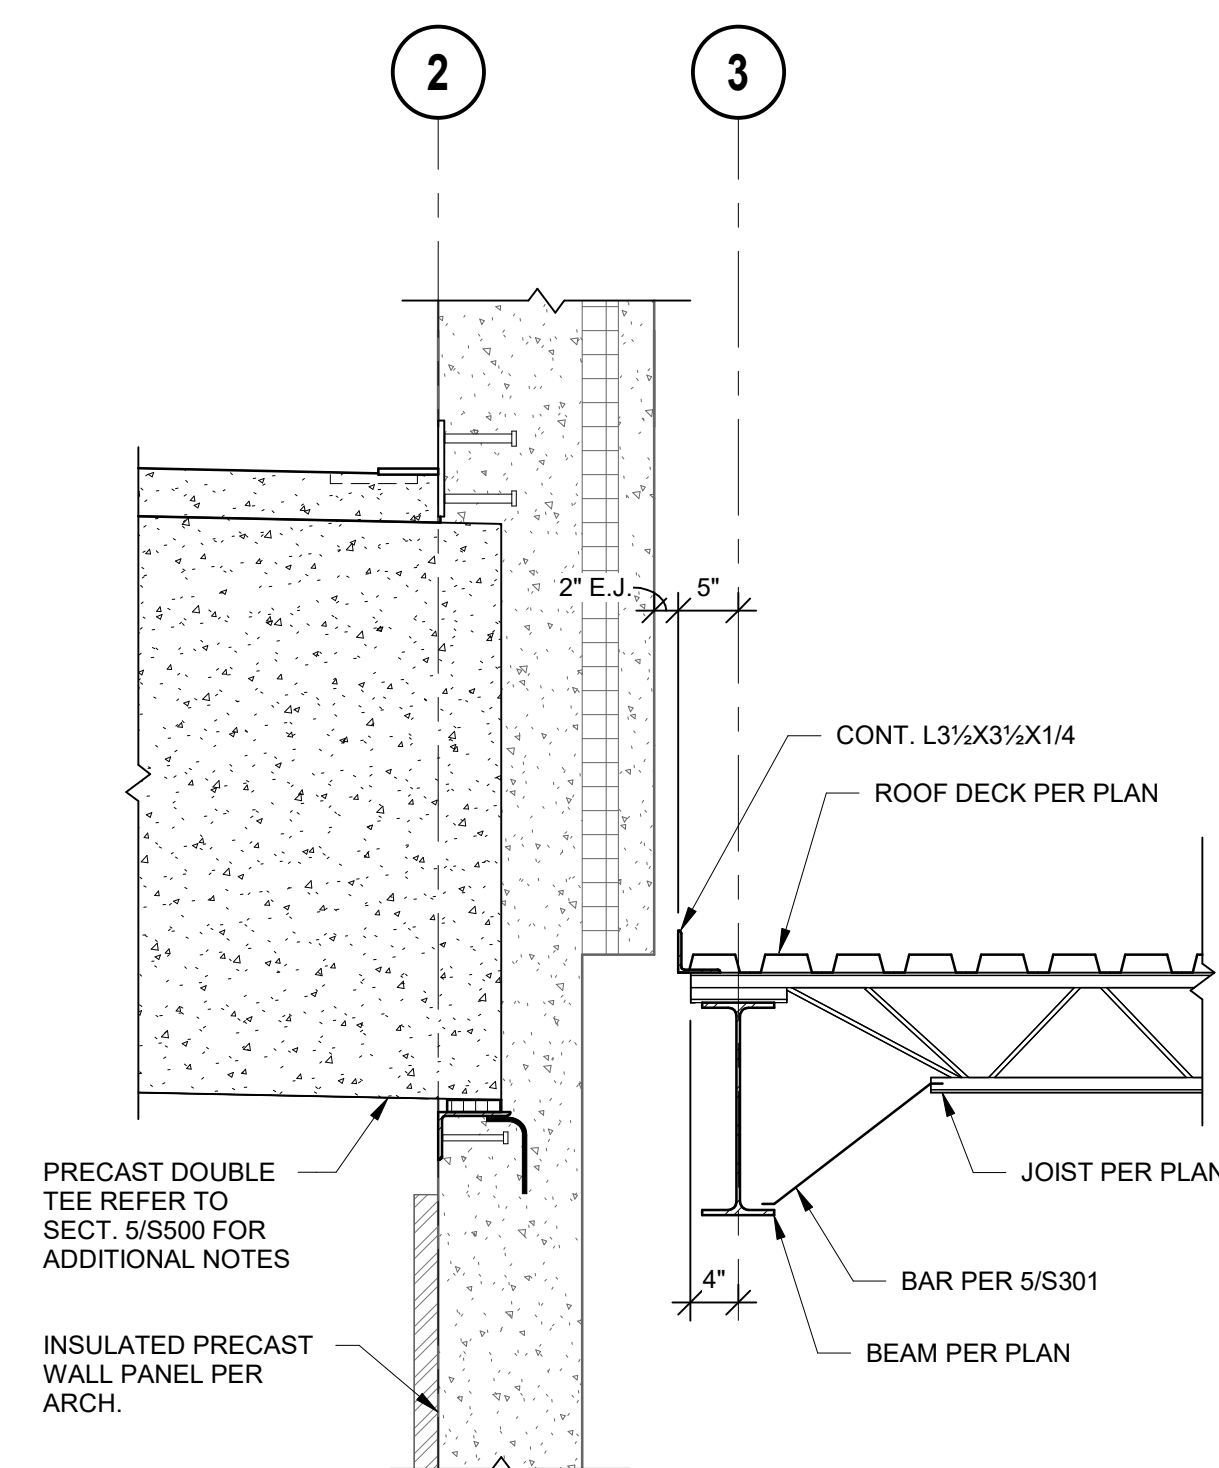 2
3
2" E.J.
5"
CONT. L3½X3½X1/4
ROOF DECK PER PLAN
PRECAST DOUBLE
TEE REFER TO
SECT. 5/S500 FOR
ADDITIONAL NOTES
JOIST PER PLAN
4"
BAR PER 5/S301
BEAM PER PLAN
INSULATED PRECAST
WALL PANEL PER
ARCH.